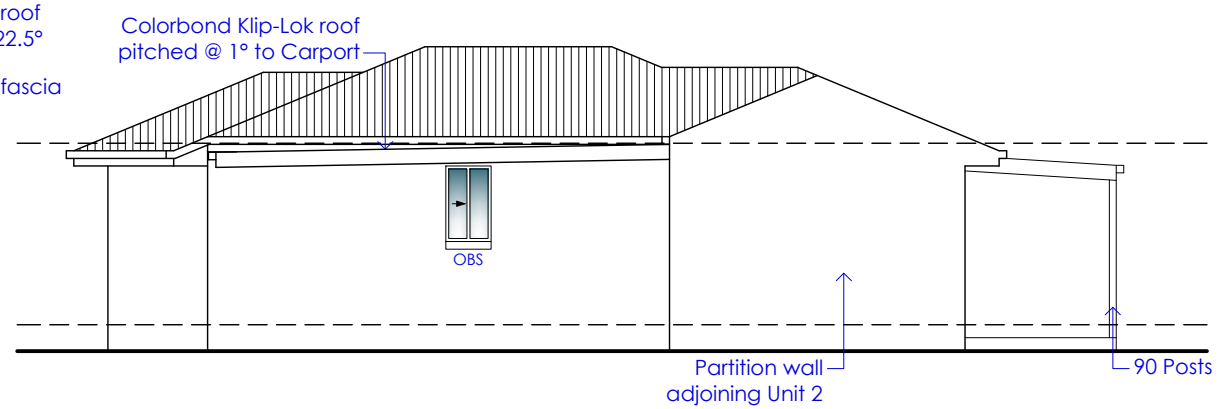 roof
22.5°
fascia
Colorbond Klip-Lok roof
pitched @ 1° to Carport
OBS
Partition wall
adjoining Unit 2
90 Posts